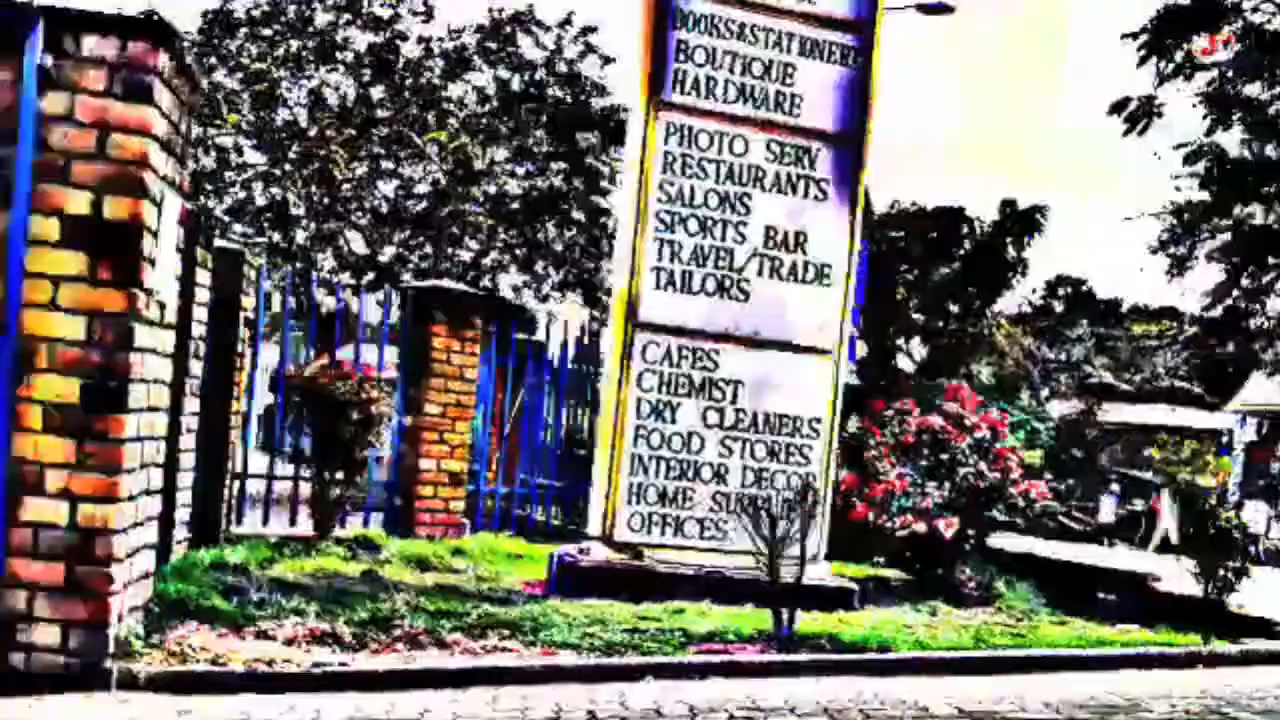 BOOKS&STATIONERY
BOUTIQUE
HARDWARE
PHOTO SERV
RESTAURANTS
SALONS
SPORTS BAR
TRAVEL/TRADE
TAILORS
CAFES
CHEMIST
DRY CLEANERS
FOOD STORES
INTERIOR DECOR
HOME
OFFICES